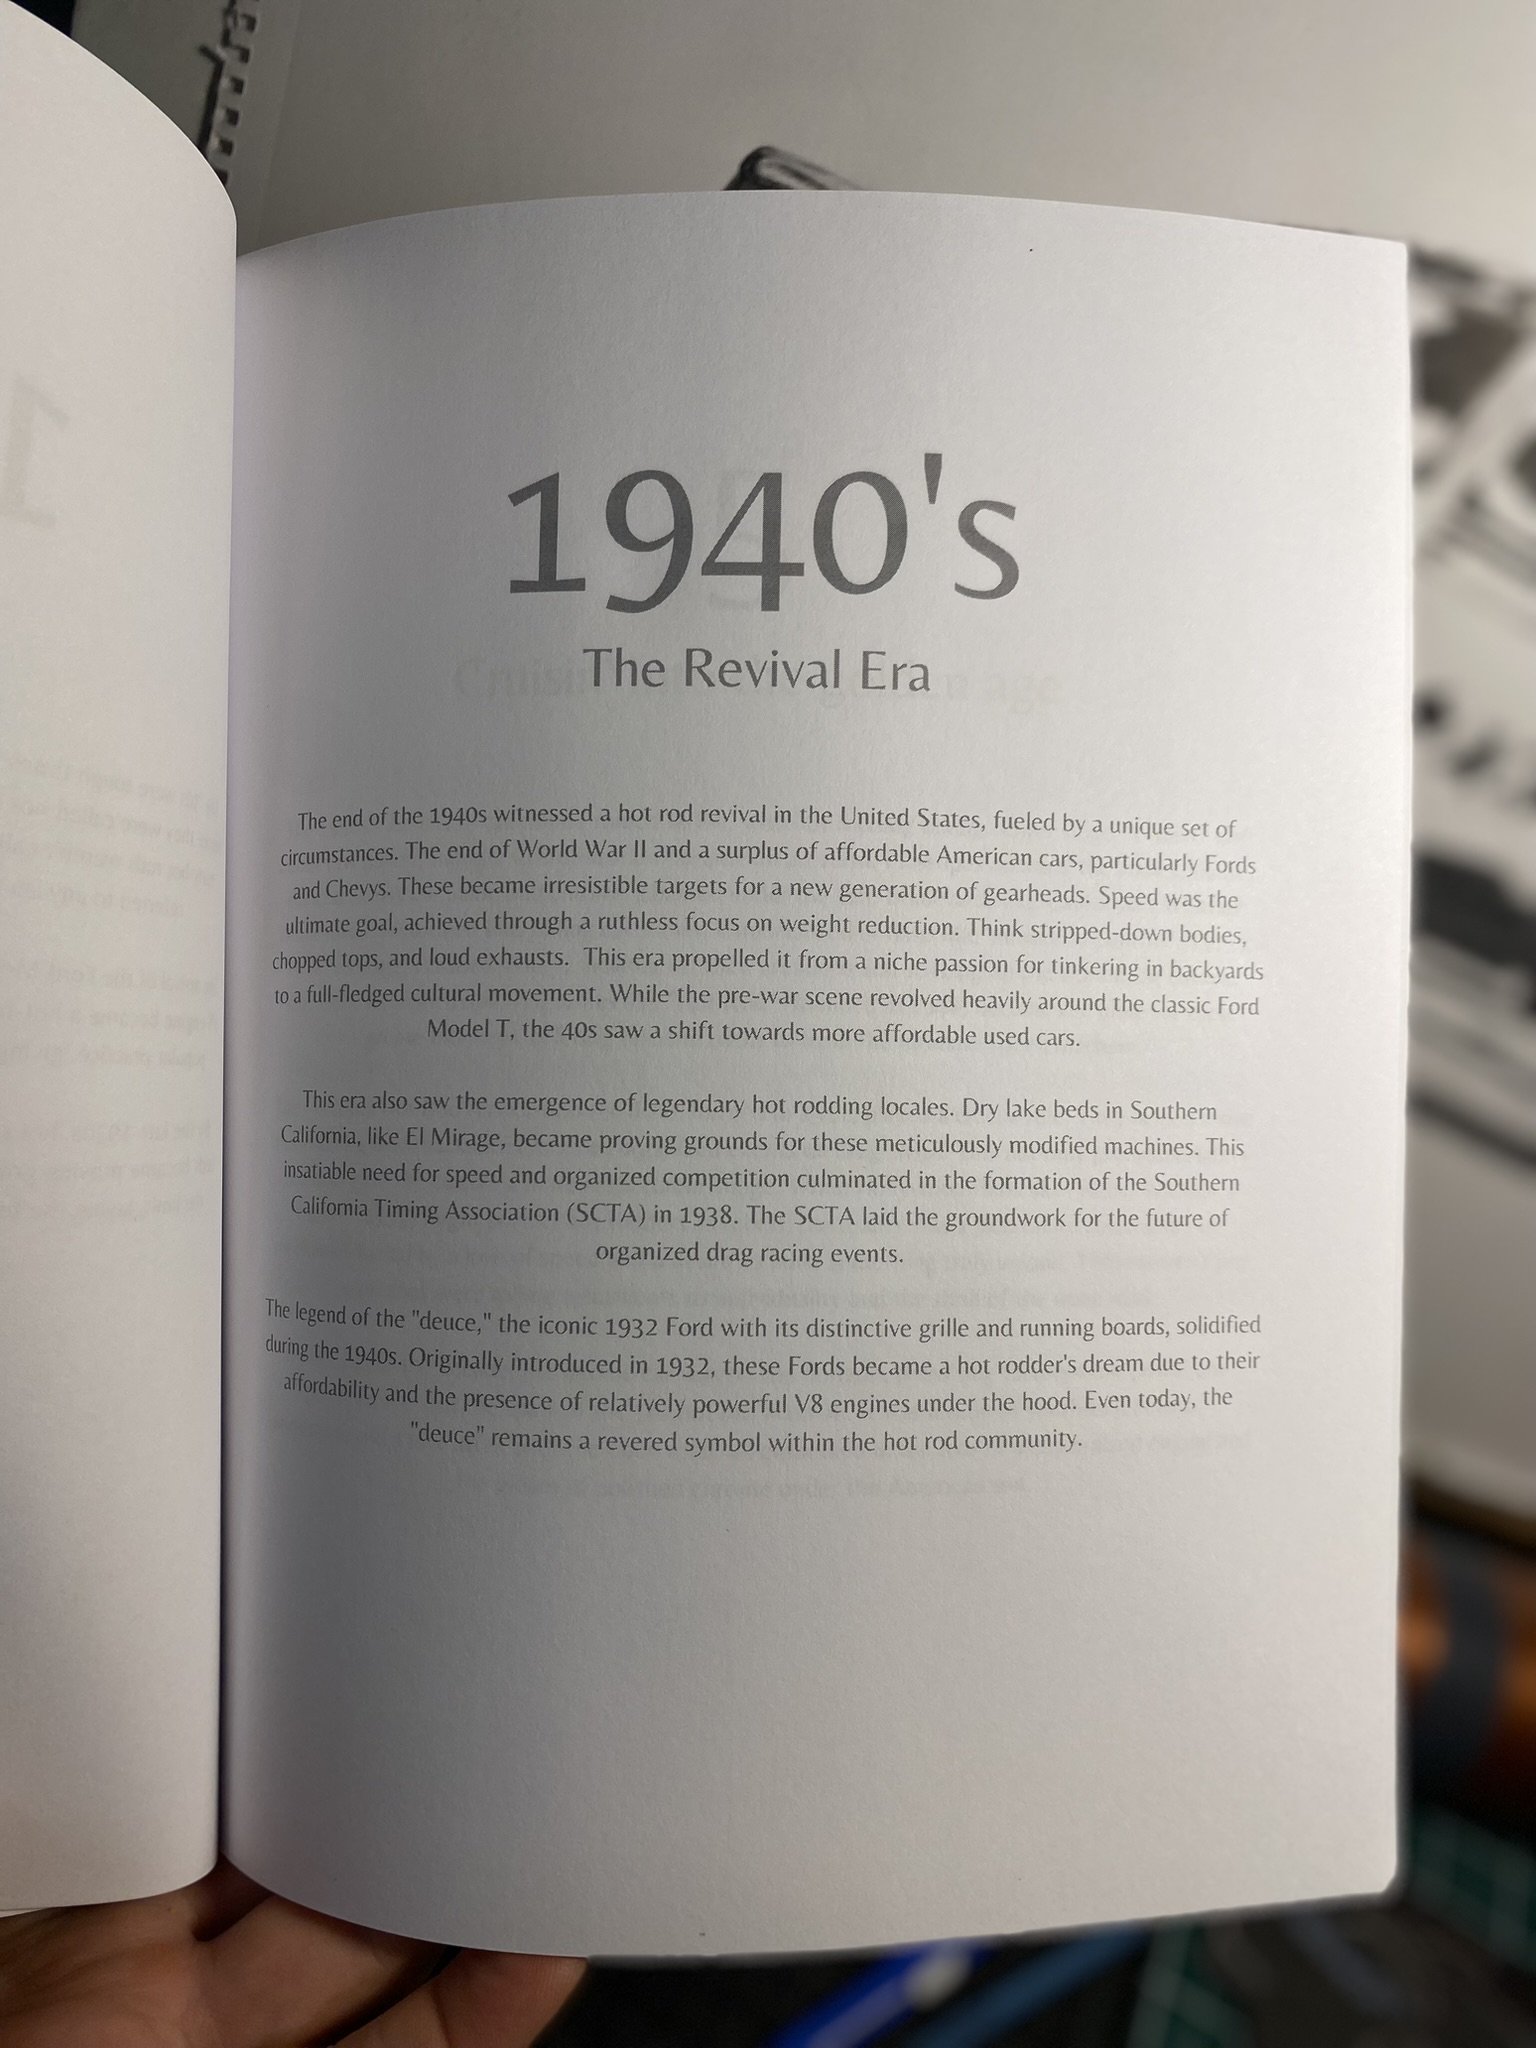 1940's
The Revival Era
The end of the 1940s witnessed a hot rod revival in the United States, fueled by a unique set of
circumstances. The end of World War II and a surplus of affordable American cars, particularly Fords
and Chevys. These became irresistible targets for a new generation of gearheads. Speed was the
ultimate goal, achieved through a ruthless focus on weight reduction. Think stripped-down bodies,
chopped tops, and loud exhausts.  This era propelled it from a niche passion for tinkering in backyards
to a full-fledged cultural movement. While the pre-war scene revolved heavily around the classic Ford
Model T, the 40s saw a shift towards more affordable used cars.
This era also saw the emergence of legendary hot rodding locales. Dry lake beds in Southern
California, like El Mirage, became proving grounds for these meticulously modified machines. This
insatiable need for speed and organized competition culminated in the formation of the Southern
California Timing Association (SCTA) in 1938. The SCTA laid the groundwork for the future of
organized drag racing events.
The legend of the "deuce," the iconic 1932 Ford with its distinctive grille and running boards, solidified
during the 1940s. Originally introduced in 1932, these Fords became a hot rodder's dream due to their
affordability and the presence of relatively powerful V8 engines under the hood. Even today, the
"deuce" remains a revered symbol within the hot rod community.